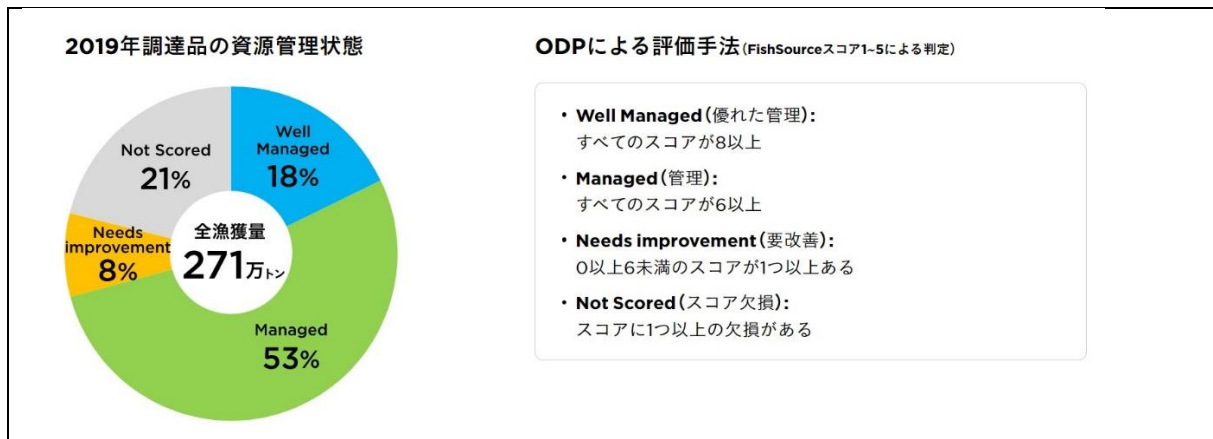 2019年調達品の資源管理状態
Well
Managed
18%
Not Scored
21%
Needs
improvement
8%
全漁獲量
271万トン
Managed
53%
ODPによる評価手法(FishSourceスコア1~5による判定)
・Well Managed(優れた管理):
すべてのスコアが8以上
・Managed(管理):
すべてのスコアが6以上
・Needs improvement(要改善):
0以上6未満のスコアが1つ以上ある
・Not Scored(スコア欠損):
スコアに1つ以上の欠損がある